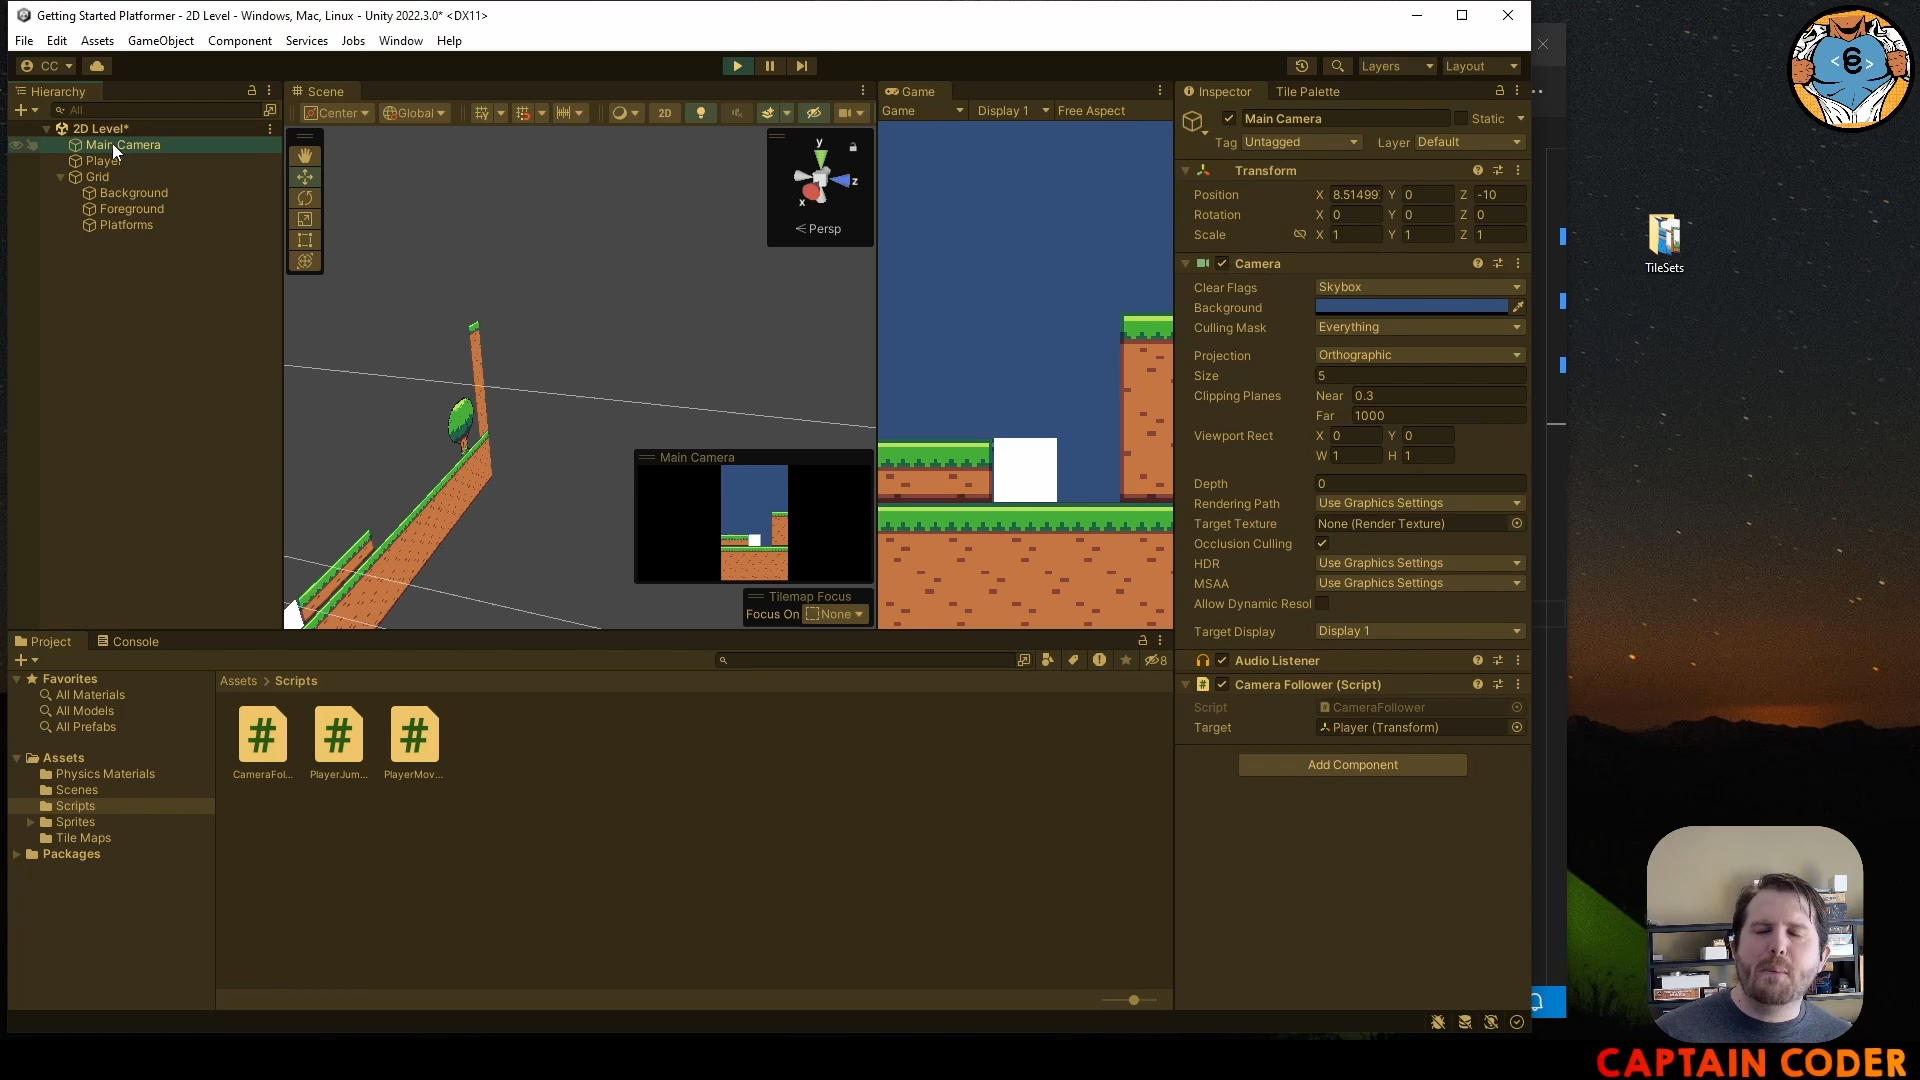 Getting Started Platformer - 2D Level - Windows, Mac, Linux - Unity 2022.3.0* <DX11>
File Edit Assets GameObject Component Services Jobs Window Help
CC Layers Layout
Hierarchy
All
2D Level*
Main Camera
Player
Grid
Background
Foreground
Platforms
Scene
Center Global 2D
y
z
x
Persp
Main Camera
Tilemap Focus
Focus On None
Game
Game Display 1 Free Aspect
Inspector Tile Palette
Main Camera Static
Tag Untagged Layer Default
Transform
Position X 8.51499 Y 0 Z -10
Rotation X 0 Y 0 Z 0
Scale X 1 Y 1 Z 1
Camera
Clear Flags Skybox
Background
Culling Mask Everything
Projection Orthographic
Size 5
Clipping Planes Near 0.3
Far 1000
Viewport Rect X 0 Y 0
W 1 H 1
Depth 0
Rendering Path Use Graphics Settings
Target Texture None (Render Texture)
Occlusion Culling
HDR Use Graphics Settings
MSAA Use Graphics Settings
Allow Dynamic Resol
Target Display Display 1
Audio Listener
# Camera Follower (Script)
Script CameraFollower
Target Player (Transform)
Add Component
Project Console
8
Favorites
All Materials
All Models
All Prefabs
Assets
Physics Materials
Scenes
Scripts
Sprites
Tile Maps
Packages
Assets > Scripts
# # #
CameraFol... PlayerJum... PlayerMov...
TileSets
<C>
CAPTAIN CODER